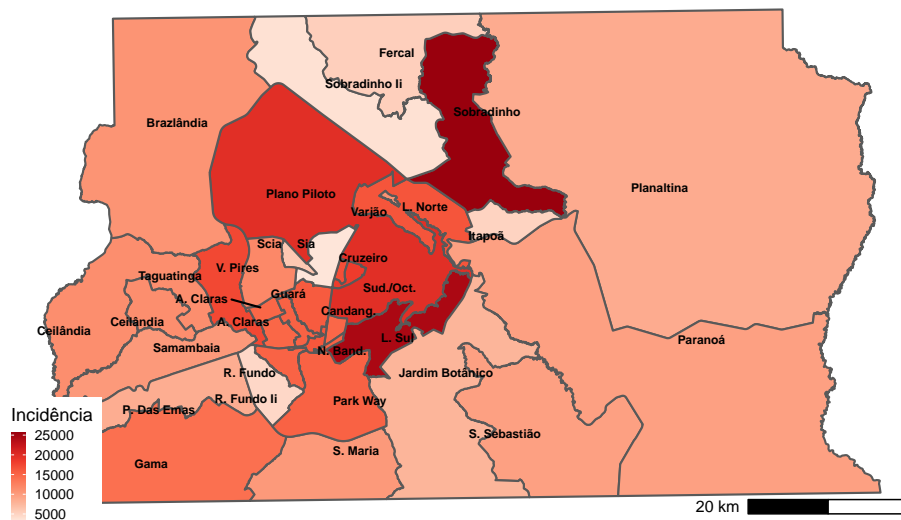 Fercal
Sobradinho Ii
Sobradinho
Brazlândia
Planaltina
Plano Piloto
L. Norte
Varjão
Itapoã
Scia
Sia
Cruzeiro
V. Pires
Taguatinga
Sud./Oct.
Guará
A. Claras
Candang.
Ceilândia
Ceilândia
A. Claras
L. Sul
Paranoá
Samambaia
N. Band.
R. Fundo
Jardim Botânico
R. Fundo Ii
Park Way
P. Das Emas
S. Sebastião
S. Maria
Gama
Incidência
25000
20000
15000
10000
5000
20 km